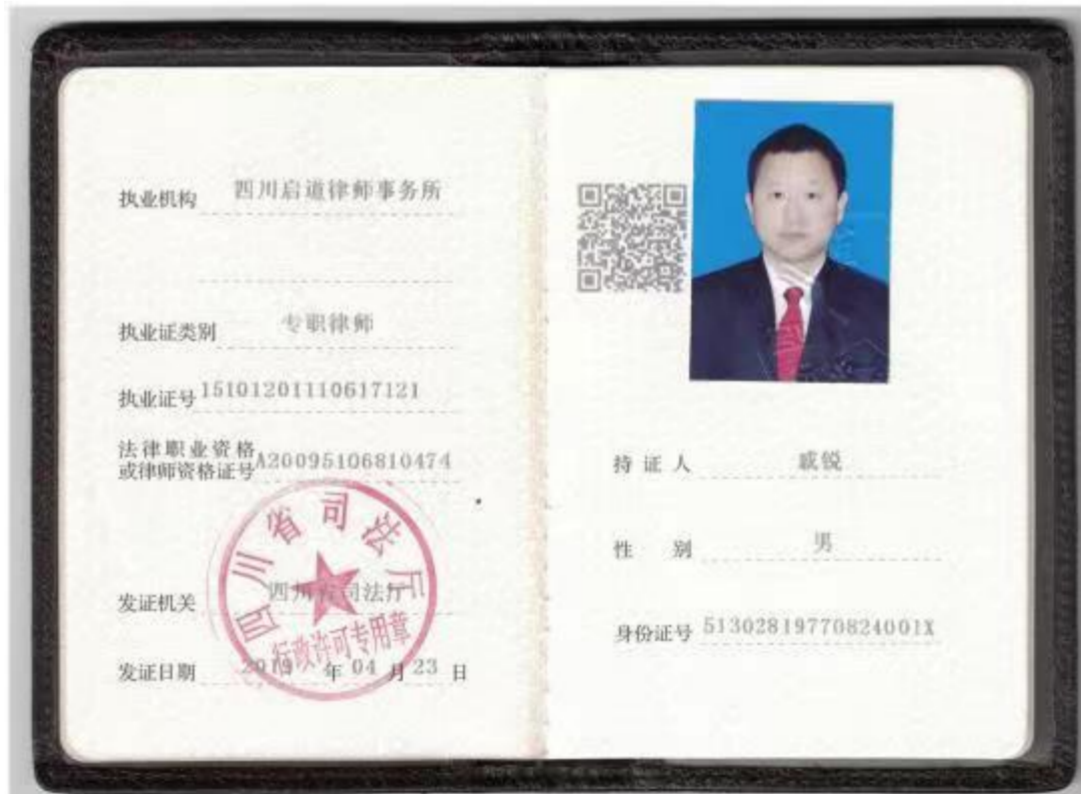 执业机构 四川启道律师事务所
执业证类别 专职律师
执业证号 15101201110617121
法律职业资格
或律师资格证号 A20095106810474
发证机关 四川省司法厅
发证日期 2019 年 04 月 23 日
四川省司法厅
行政许可专用章
持证人 戚锐
性别 男
身份证号 51302819770824001X